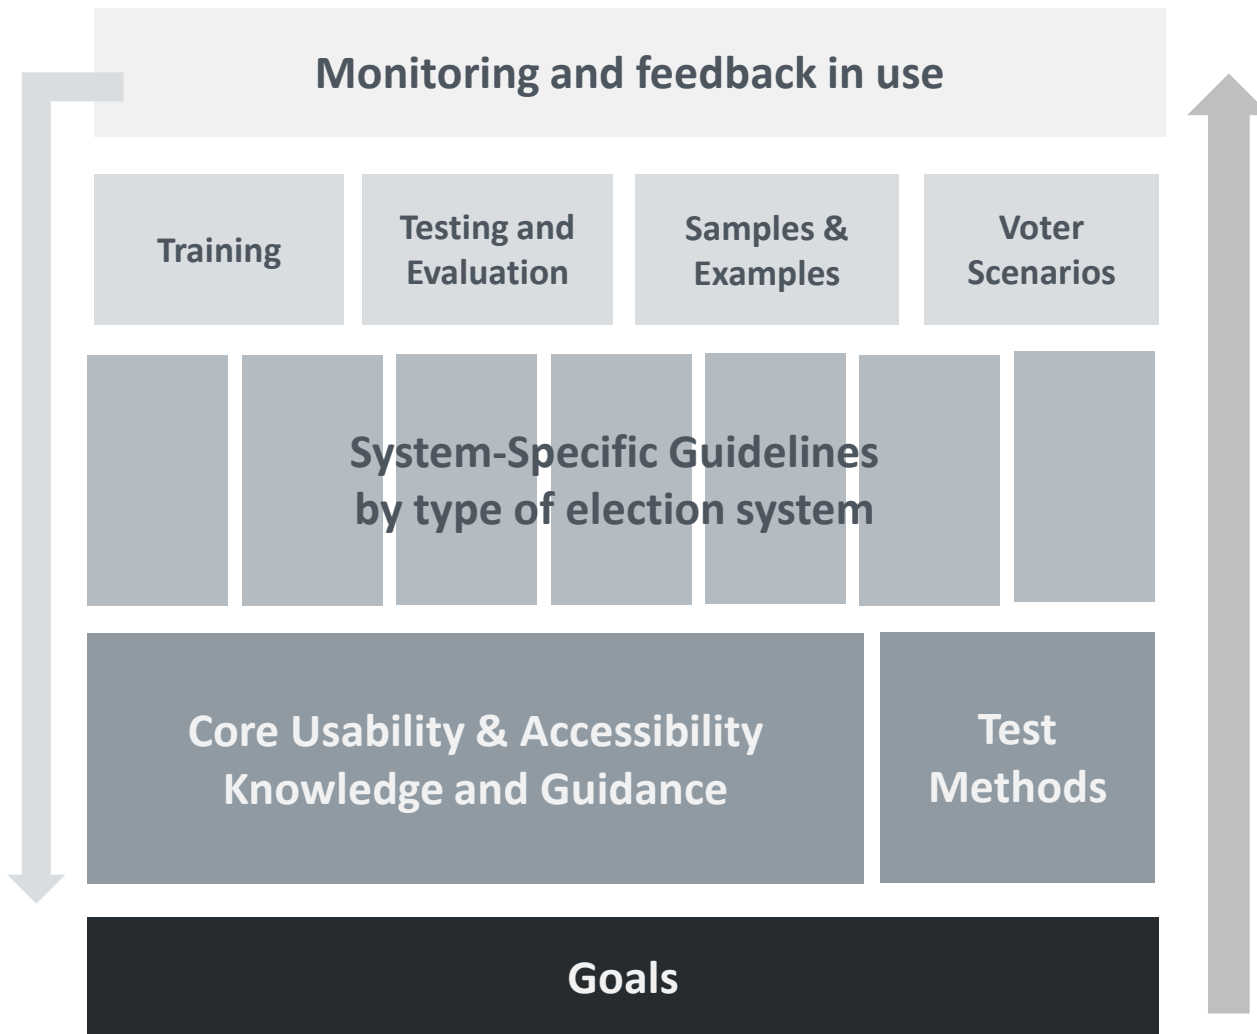 Monitoring and feedback in use
Training
Testing and
Evaluation
Samples &
Examples
Voter
Scenarios
System-Specific Guidelines
by type of election system
Core Usability & Accessibility
Knowledge and Guidance
Test
Methods
Goals